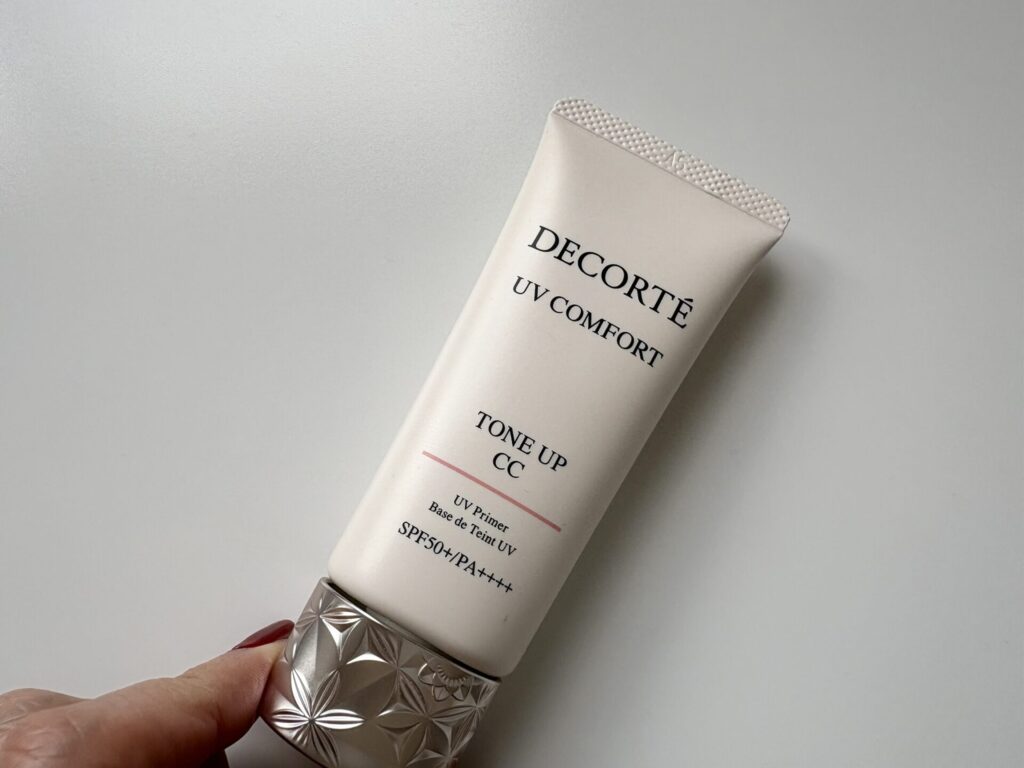 DECORTÉ
UV COMFORT
TONE UP
CC
UV Primer
Base de Teint UV
SPF50+/PA++++